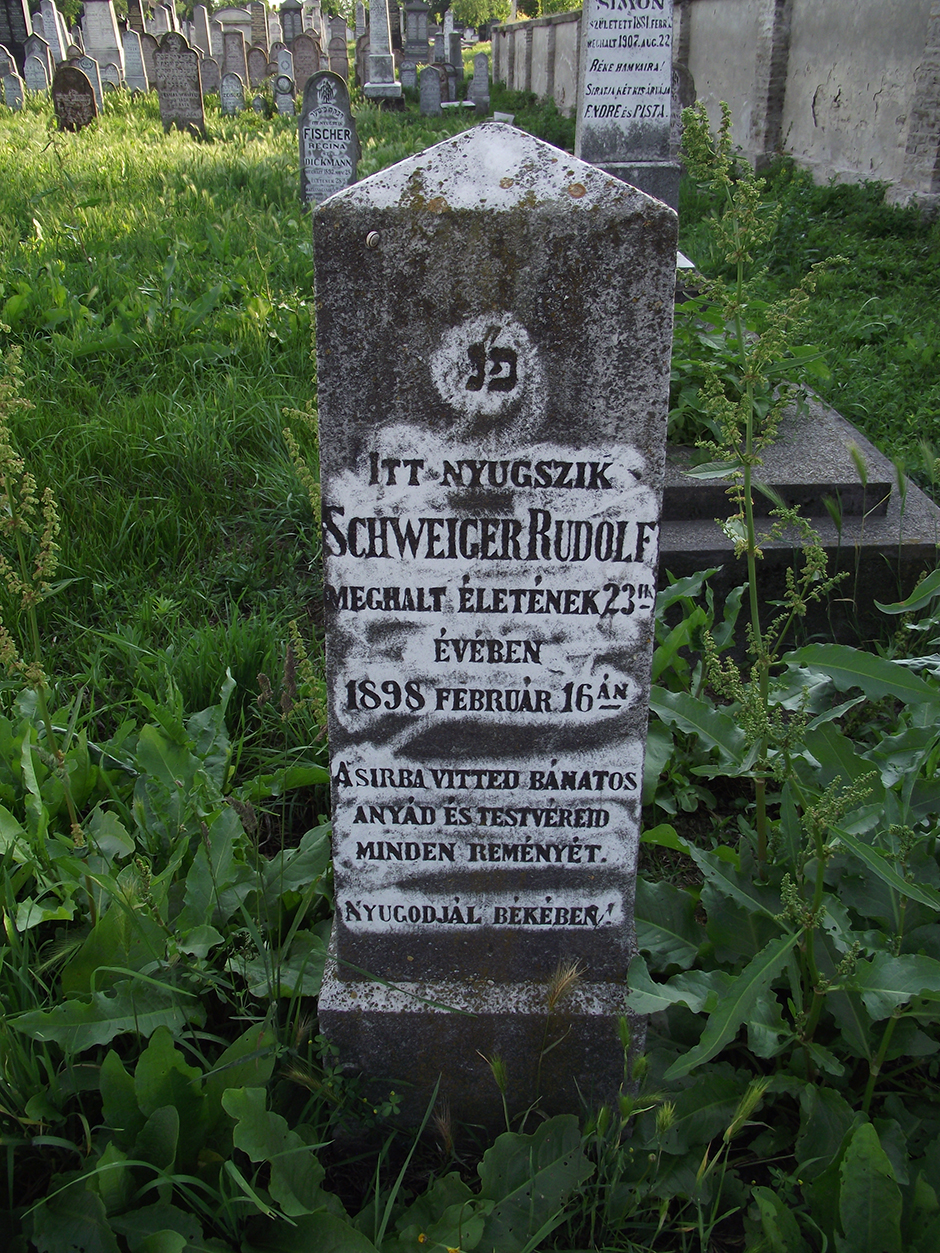 SIMON
SZÜLETETT 1881. FEBR.
MEGHALT 1907. AUG. 22
BÉKE HAMVAIRA!
SIRATJA KÉT KIS ÁRVÁJA
ENDRE ÉS PISTA.
FISCHER
REGINA
DICKMANN
פנ
ITT NYUGSZIK
SCHWEIGER RUDOLF
MEGHALT ÉLETÉNEK 23IK
ÉVÉBEN
1898 FEBRUÁR 16ÁN
A SIRBA VITTED BÁNATOS
ANYÁD ÉS TESTVÉREID
MINDEN REMÉNYÉT.
NYUGODJÁL BÉKÉBEN!